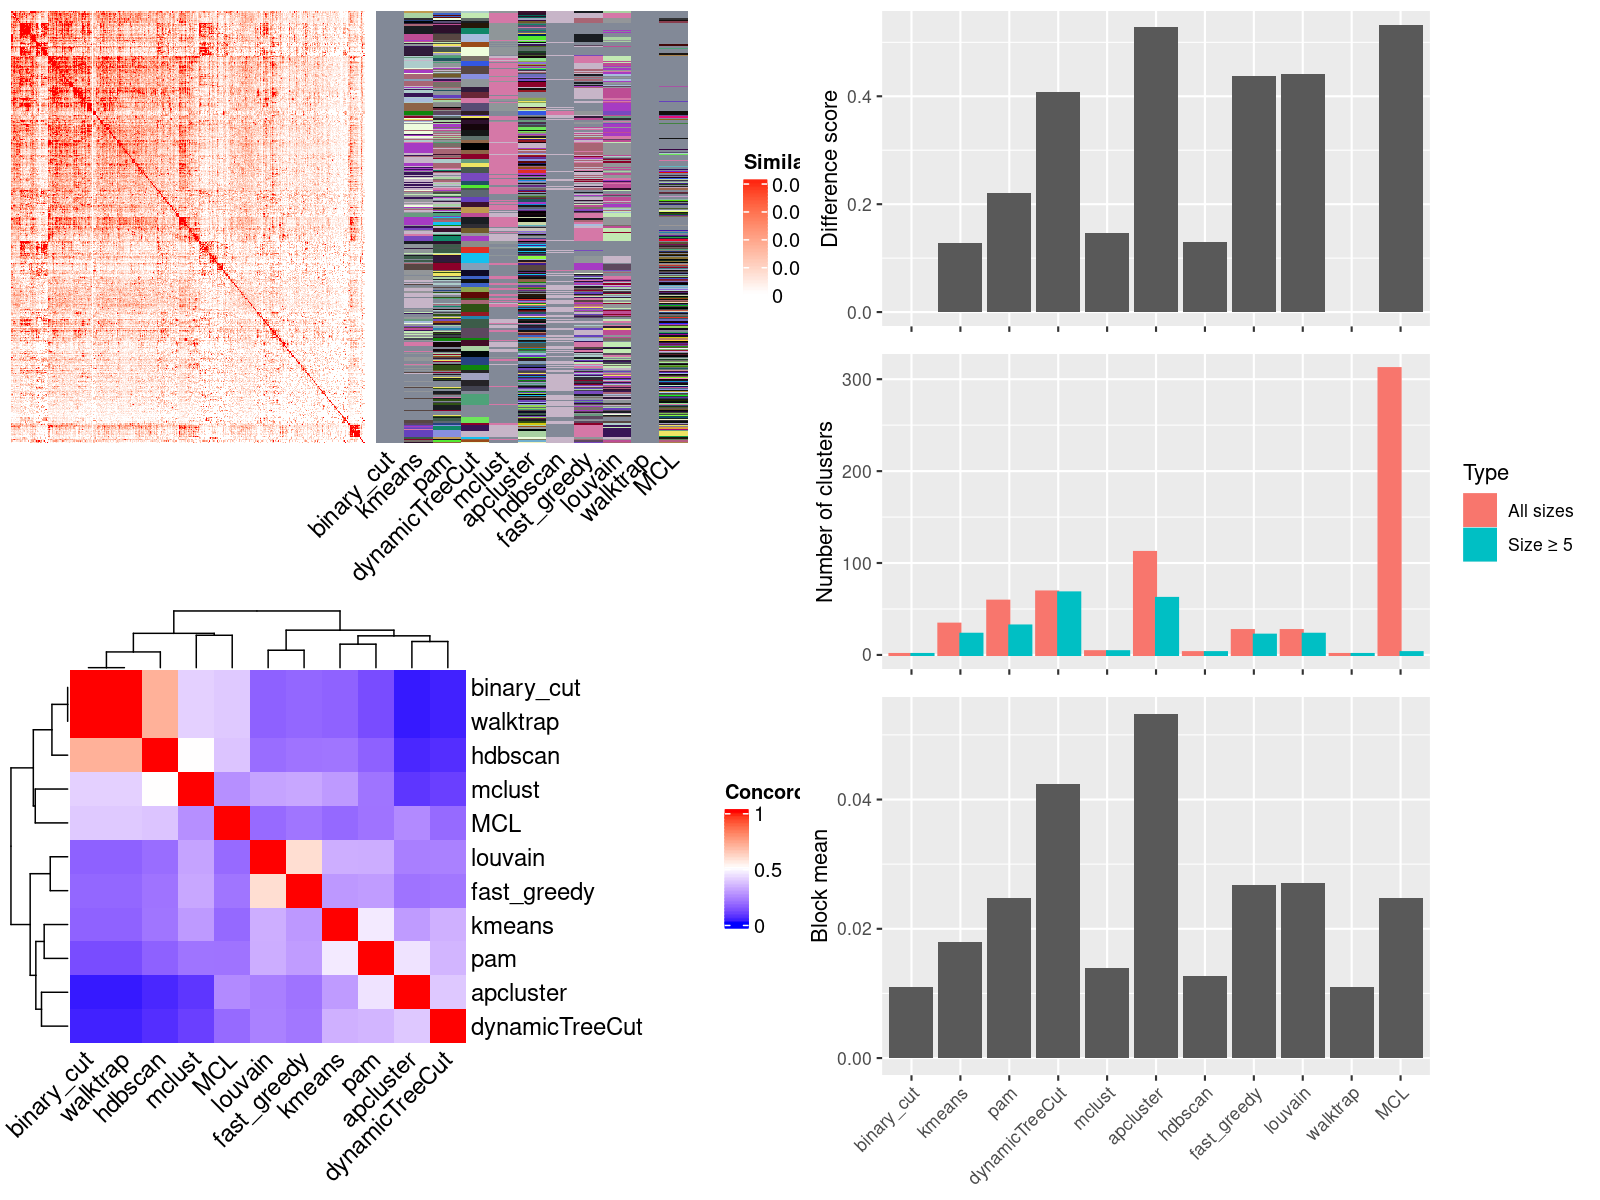 Simila
0.0
0.0
0.0
0.0
0
binary_cut
kmeans
pam
dynamicTreeCut
mclust
apcluster
hdbscan
fast_greedy
louvain
walktrap
MCL
binary_cut
walktrap
hdbscan
mclust
MCL
louvain
fast_greedy
kmeans
pam
apcluster
dynamicTreeCut
binary_cut
walktrap
hdbscan
mclust
MCL
louvain
fast_greedy
kmeans
pam
apcluster
dynamicTreeCut
Concord
1
0.5
0
Difference score
0.4
0.2
0.0
Number of clusters
300
200
100
0
Type
All sizes
Size ≥ 5
Block mean
0.04
0.02
0.00
binary_cut
kmeans
pam
dynamicTreeCut
mclust
apcluster
hdbscan
fast_greedy
louvain
walktrap
MCL